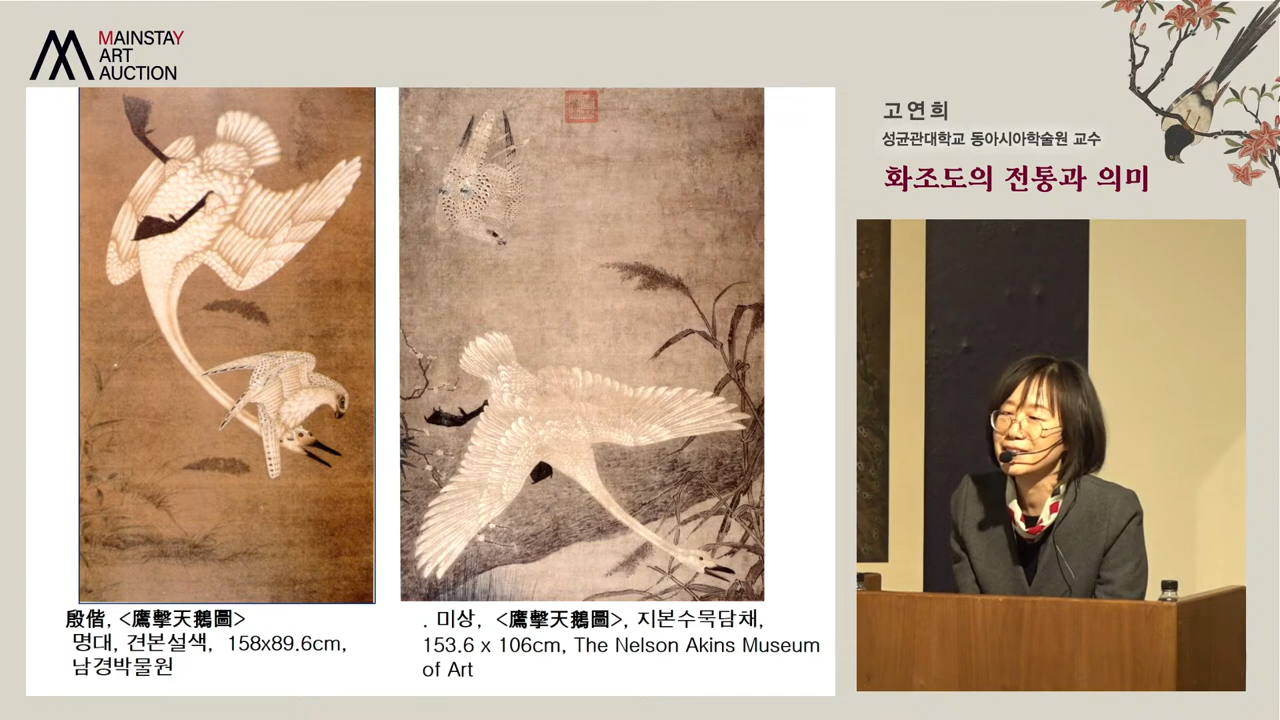 MAINSTAY
ART
AUCTION
고연희
성균관대학교 동아시아학술원 교수
화조도의 전통과 의미
殷偕, <鷹擊天鵝圖>
명대, 견본설색, 158x89.6cm,
남경박물원
. 미상, <鷹擊天鵝圖>, 지본수묵담채,
153.6 x 106cm, The Nelson Akins Museum
of Art